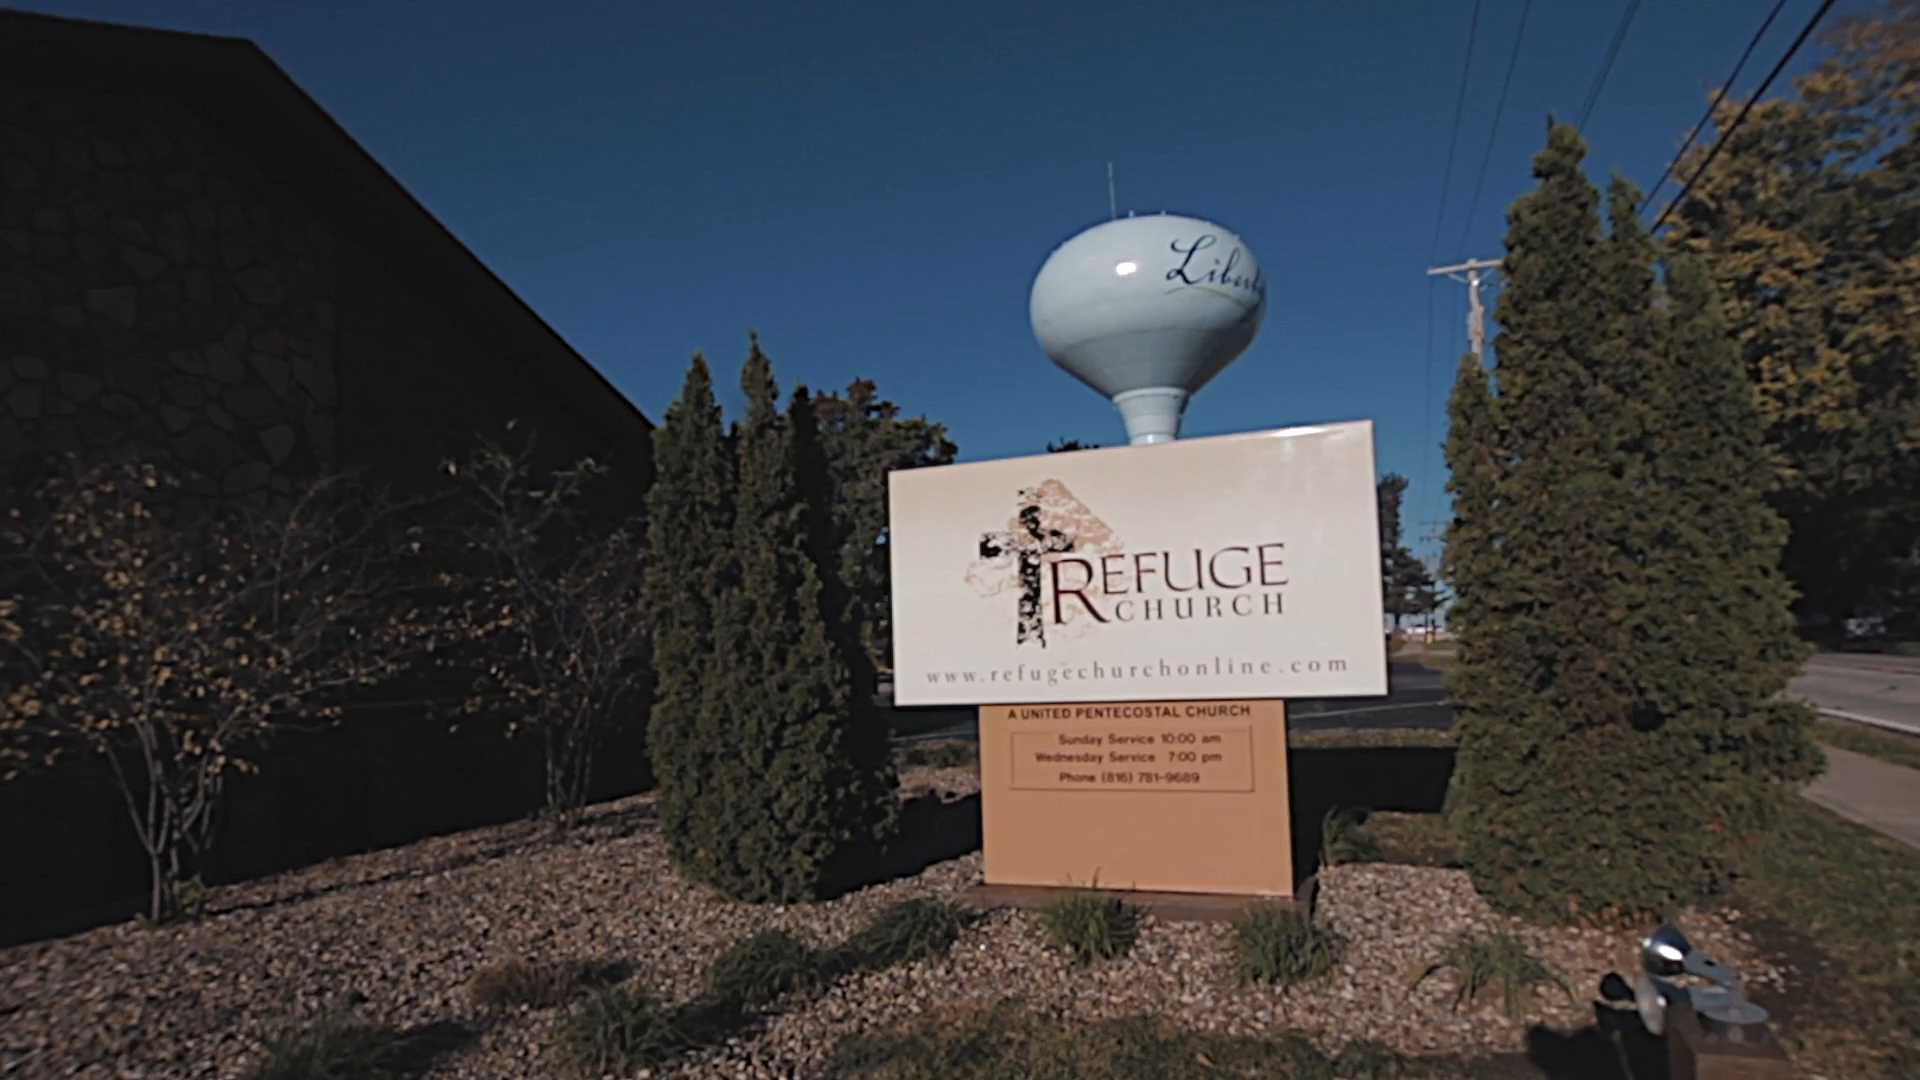 REFUGE
CHURCH
www.refugechurchonline.com
A UNITED PENTECOSTAL CHURCH
Sunday Service 10:00 am
Wednesday Service 7:00 pm
Phone (816) 781-9689